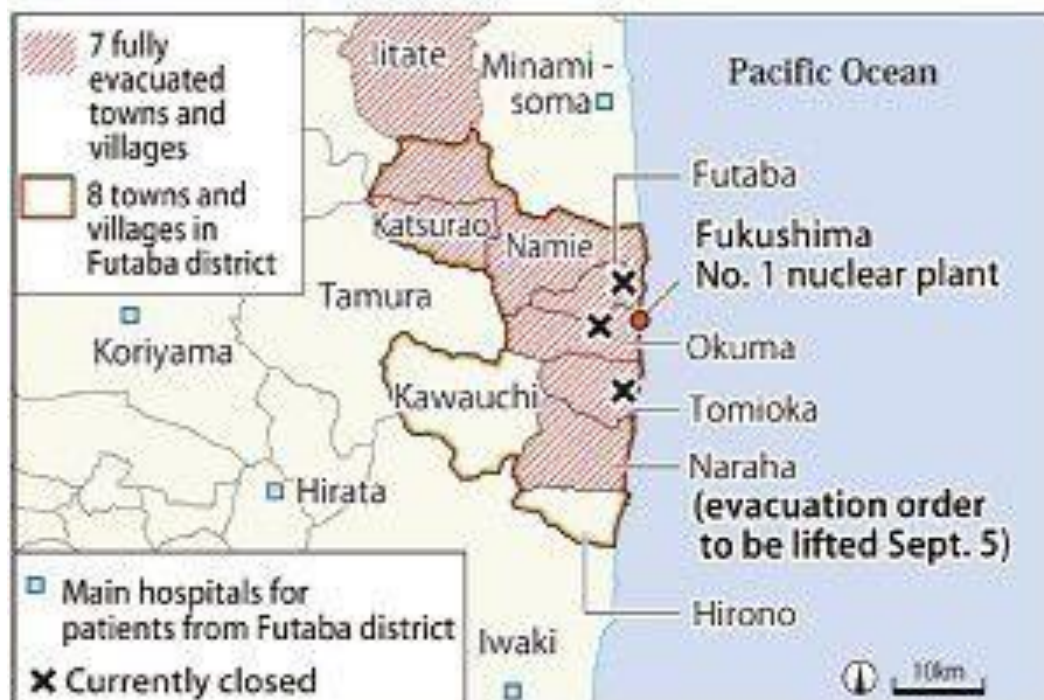 7 fully
evacuated
towns and
villages
8 towns and
villages in
Futaba district
Iitate
Minami -
soma
Pacific Ocean
Futaba
Katsurao
Namie
Fukushima
No. 1 nuclear plant
Tamura
Koriyama
Okuma
Kawauchi
Tomioka
Naraha
(evacuation order
to be lifted Sept. 5)
Hirata
Hirono
Main hospitals for
patients from Futaba district
Currently closed
Iwaki
10km